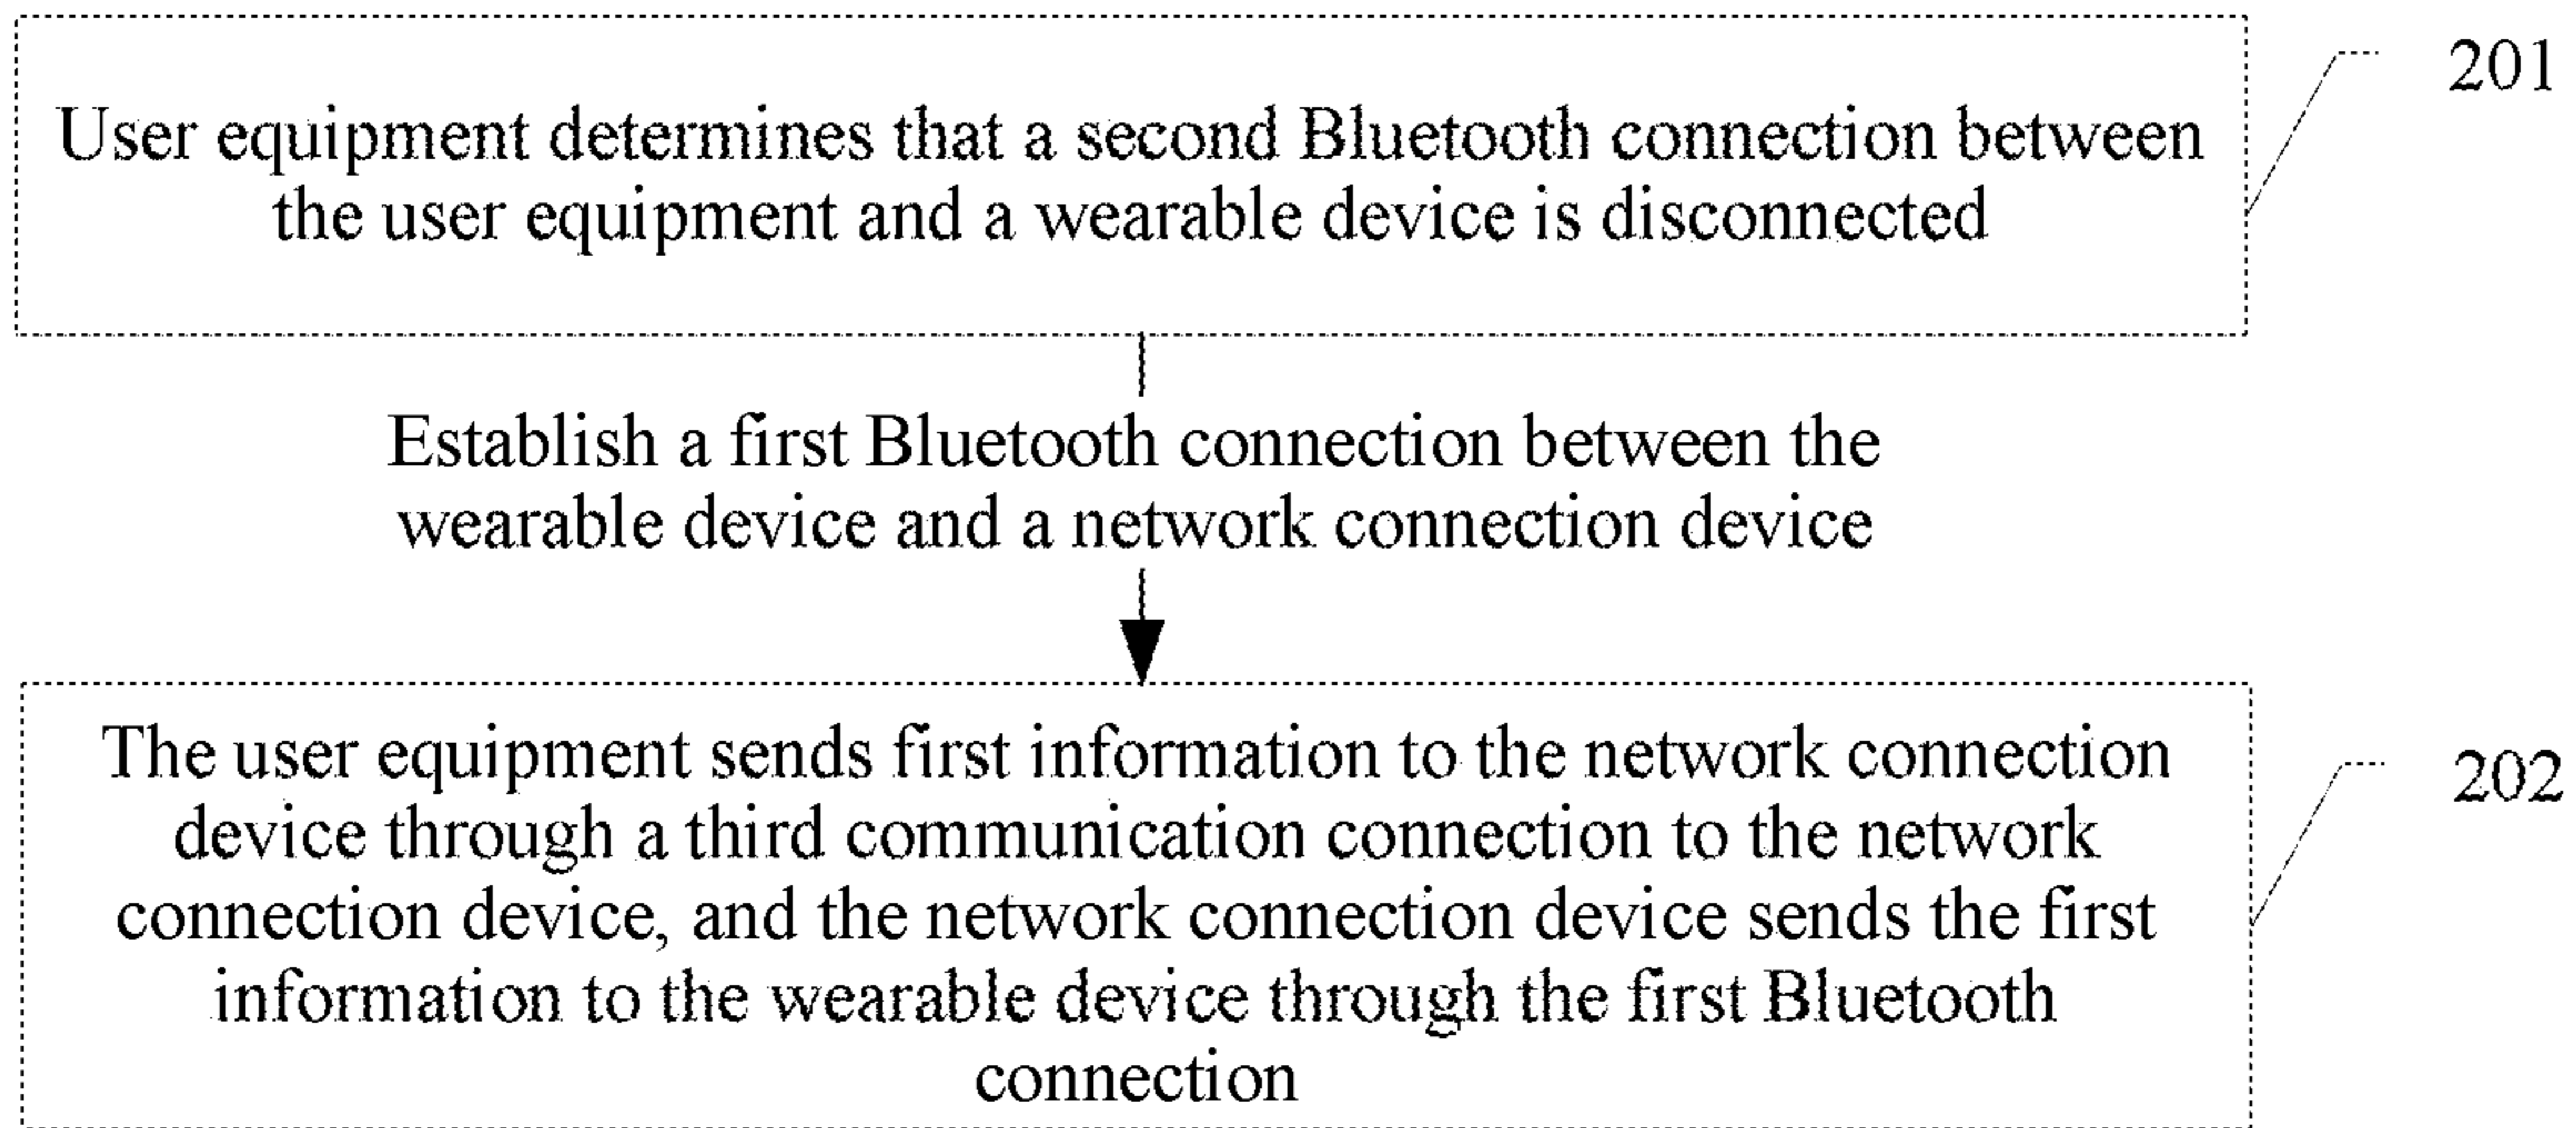 User equipment determines that a second Bluetooth connection between
the user equipment and a wearable device is disconnected
201
Establish a first Bluetooth connection between the
wearable device and a network connection device
The user equipment sends first information to the network connection
device through a third communication connection to the network
connection device, and the network connection device sends the first
information to the wearable device through the first Bluetooth
connection
202